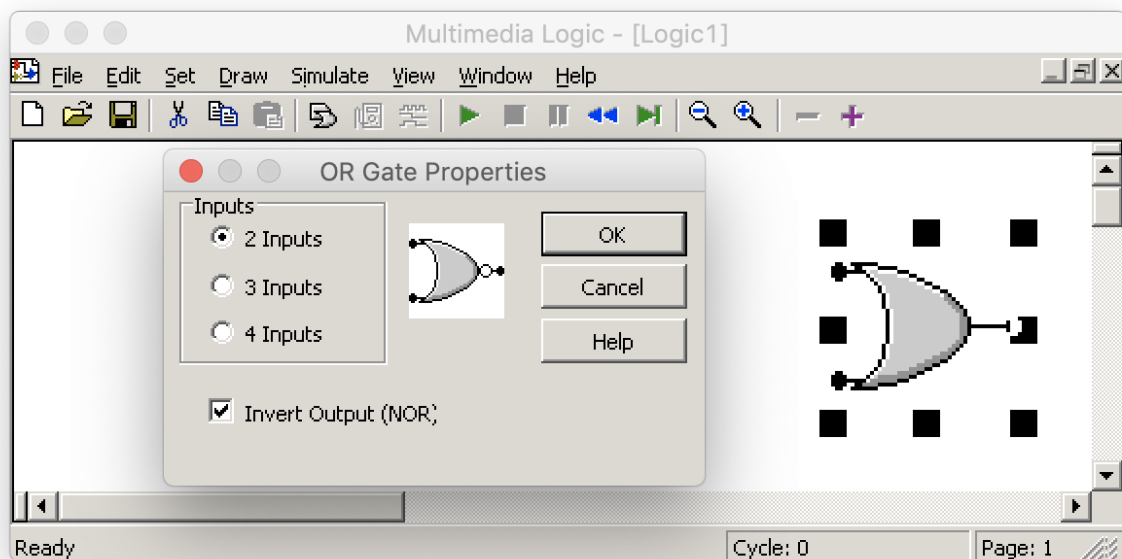 Multimedia Logic - [Logic1]
File Edit Set Draw Simulate View Window Help
OR Gate Properties
Inputs
2 Inputs
3 Inputs
4 Inputs
OK
Cancel
Help
Invert Output (NOR)
Ready Cycle: 0 Page: 1